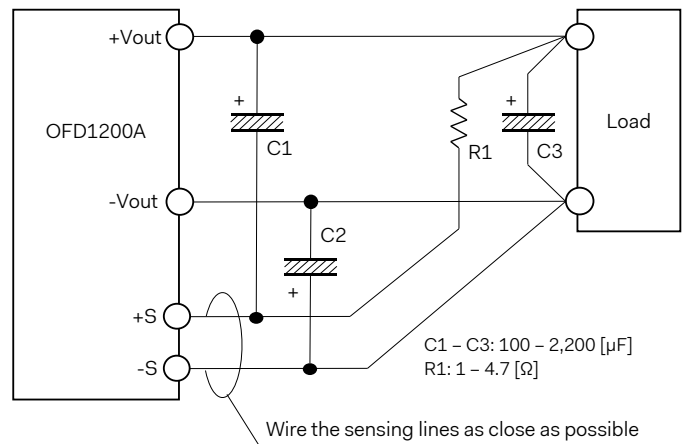 +Vout
+
OFD1200A
C1
+
R1
C3
Load
-Vout
C2
+
+S
-S
C1 – C3: 100 – 2,200 [µF]
R1: 1 – 4.7 [Ω]
Wire the sensing lines as close as possible